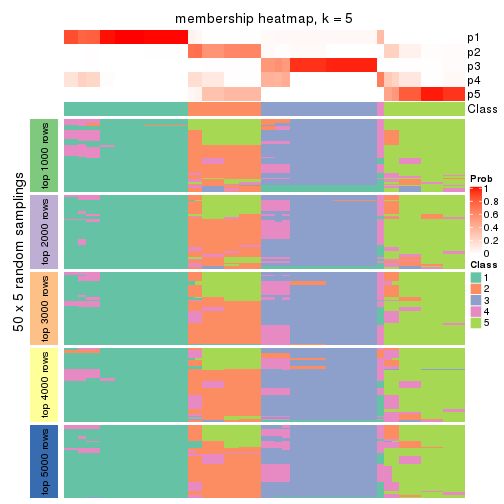 membership heatmap, k = 5
p1
p2
p3
p4
p5
Class
50 x 5 random samplings
top 1000 rows
top 2000 rows
top 3000 rows
top 4000 rows
top 5000 rows
Prob
1
0.8
0.6
0.4
0.2
0
Class
1
2
3
4
5